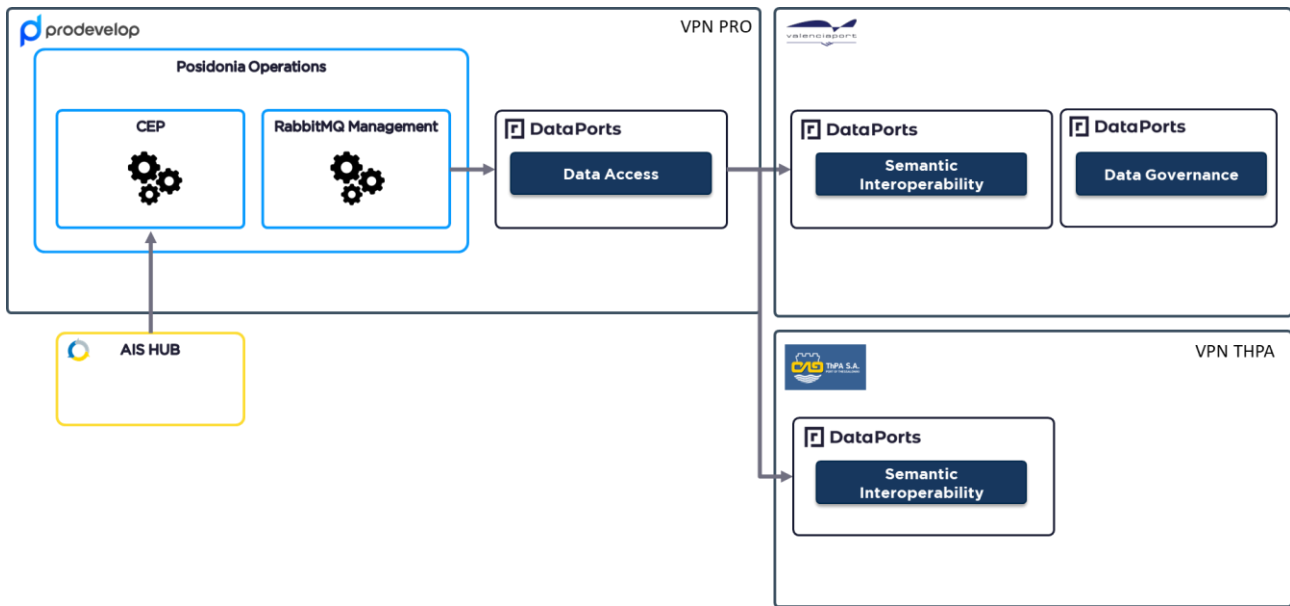 prodevelop
VPN PRO
Posidonia Operations
CEP
RabbitMQ Management
DataPorts
Data Access
AIS HUB
valenciaport
DataPorts
Semantic
Interoperability
DataPorts
Data Governance
VPN THPA
THPA S.A.
DataPorts
Semantic
Interoperability